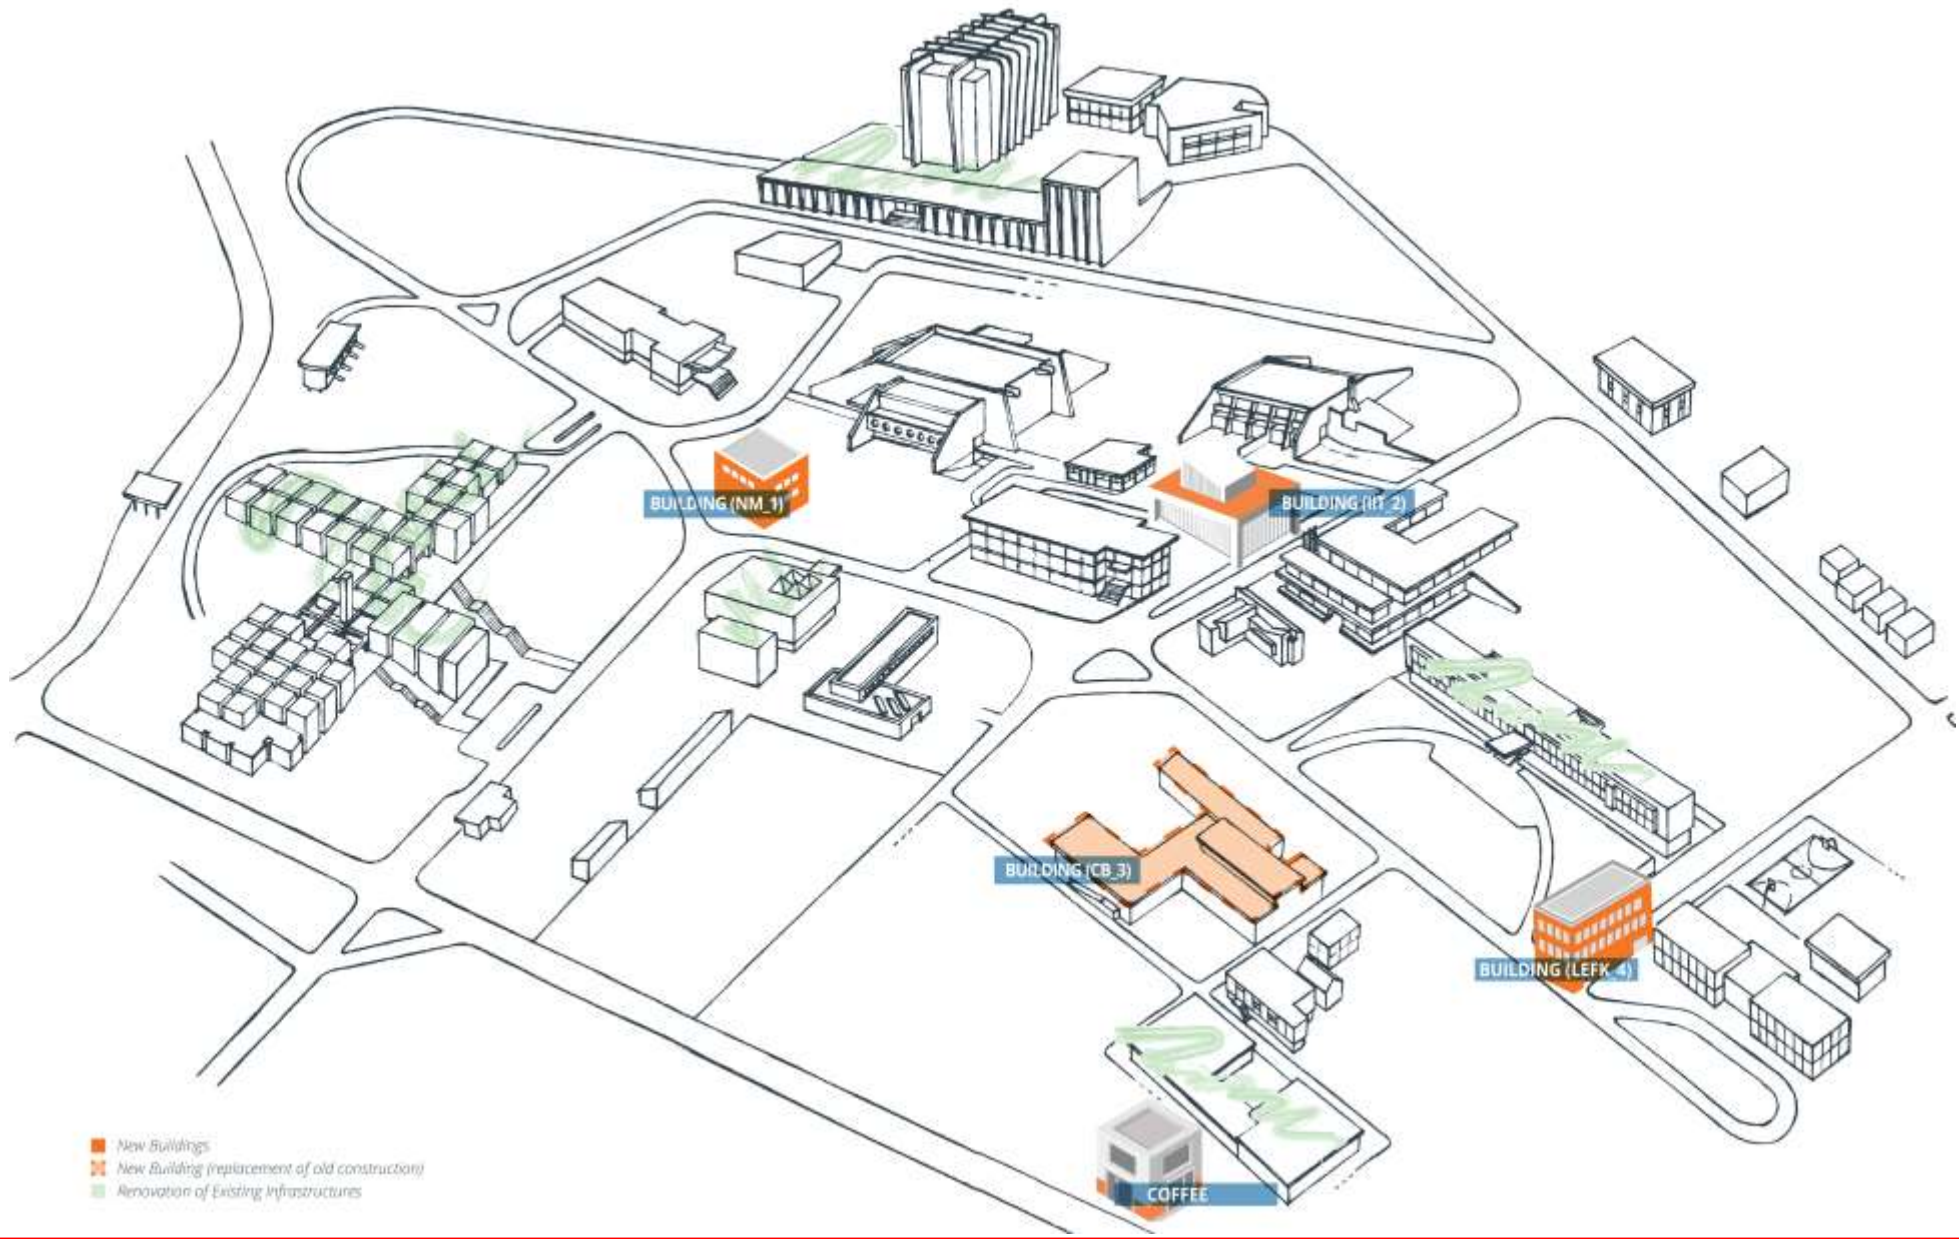 BUILDING (NM_1)
BUILDING (IIT_2)
BUILDING (CB_3)
BUILDING (LEFK_4)
COFFEE
New Buildings
New Building (replacement of old construction)
Renovation of Existing Infrastructures